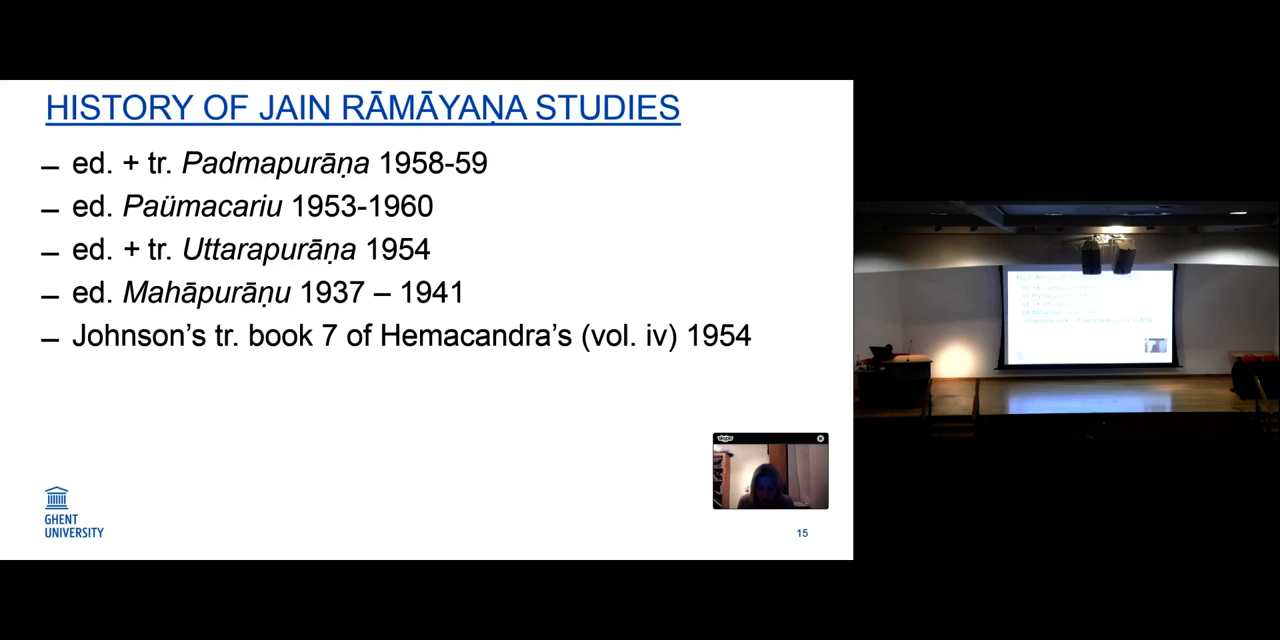 HISTORY OF JAIN RĀMĀYAṆA STUDIES
– ed. + tr. Padmapurāṇa 1958-59
– ed. Paümacariu 1953-1960
– ed. + tr. Uttarapurāṇa 1954
– ed. Mahāpurāṇu 1937 – 1941
– Johnson's tr. book 7 of Hemacandra's (vol. iv) 1954
GHENT
UNIVERSITY
15